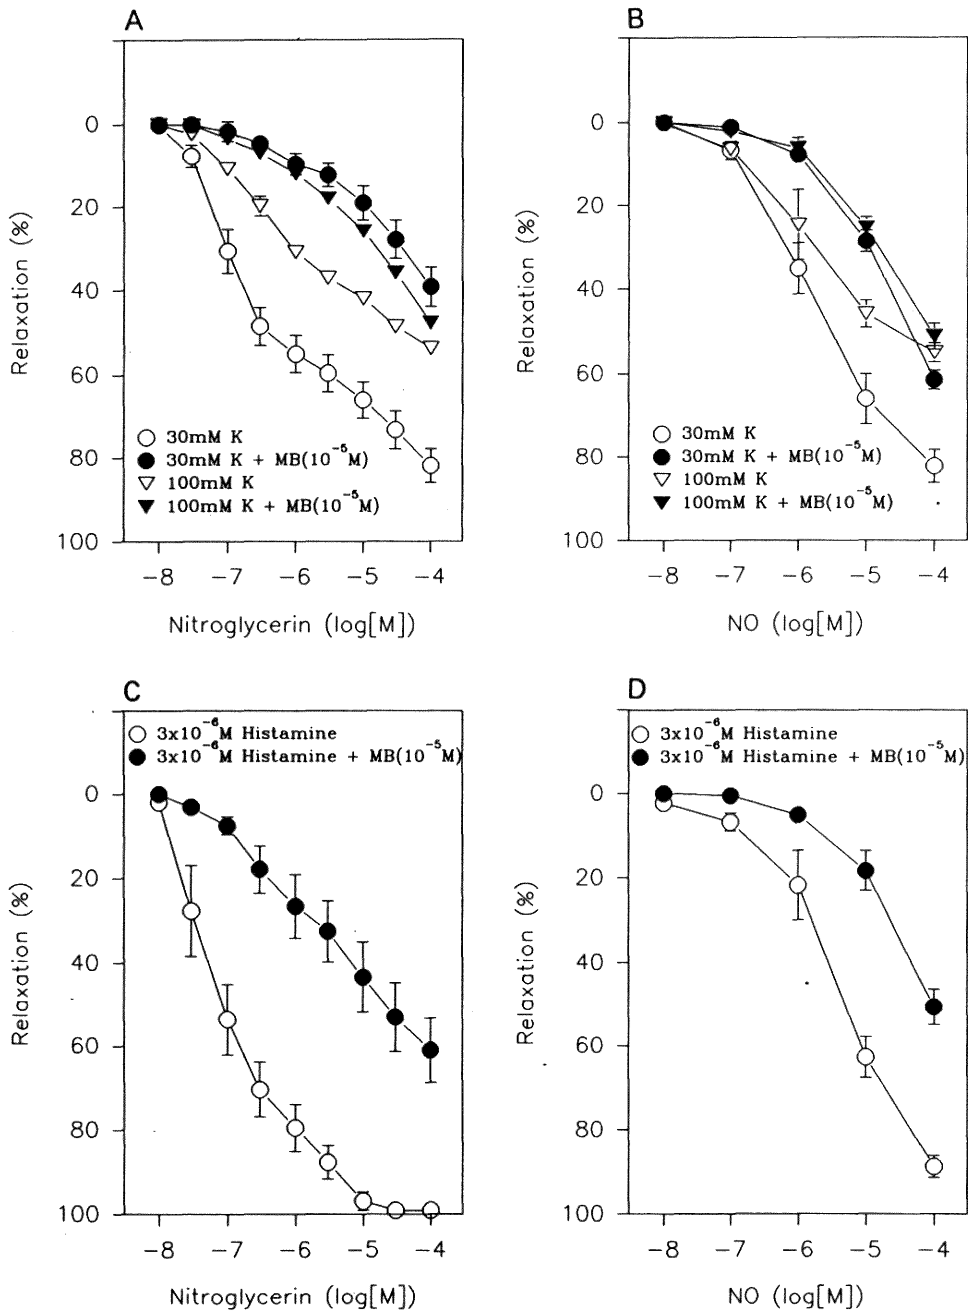 A
0
20
40
60
80
100
Relaxation (%)
○ 30mM K
● 30mM K + MB(10⁻⁵M)
▽ 100mM K
▼ 100mM K + MB(10⁻⁵M)
−8 −7 −6 −5 −4
Nitroglycerin (log[M])
B
0
20
40
60
80
100
Relaxation (%)
○ 30mM K
● 30mM K + MB(10⁻⁵M)
▽ 100mM K
▼ 100mM K + MB(10⁻⁵M)
−8 −7 −6 −5 −4
NO (log[M])
C
○ 3x10⁻⁶M Histamine
● 3x10⁻⁶M Histamine + MB(10⁻⁵M)
0
20
40
60
80
100
Relaxation (%)
−8 −7 −6 −5 −4
Nitroglycerin (log[M])
D
○ 3x10⁻⁶M Histamine
● 3x10⁻⁶M Histamine + MB(10⁻⁵M)
0
20
40
60
80
100
Relaxation (%)
−8 −7 −6 −5 −4
NO (log[M])